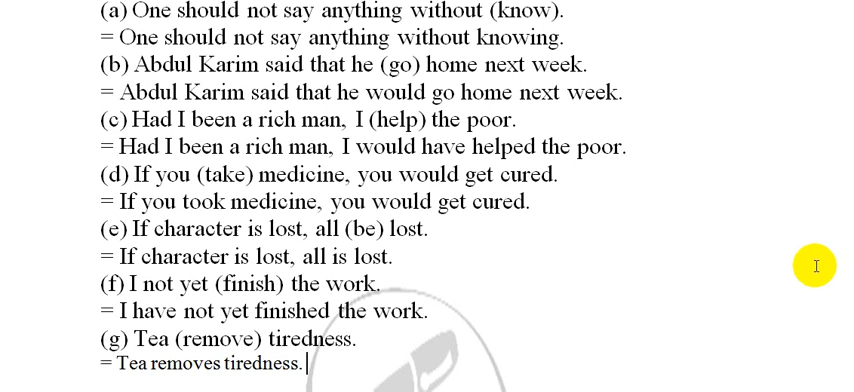 (a) One should not say anything without (know).
= One should not say anything without knowing.
(b) Abdul Karim said that he (go) home next week.
= Abdul Karim said that he would go home next week.
(c) Had I been a rich man, I (help) the poor.
= Had I been a rich man, I would have helped the poor.
(d) If you (take) medicine, you would get cured.
= If you took medicine, you would get cured.
(e) If character is lost, all (be) lost.
= If character is lost, all is lost.
(f) I not yet (finish) the work.
= I have not yet finished the work.
(g) Tea (remove) tiredness.
= Tea removes tiredness.